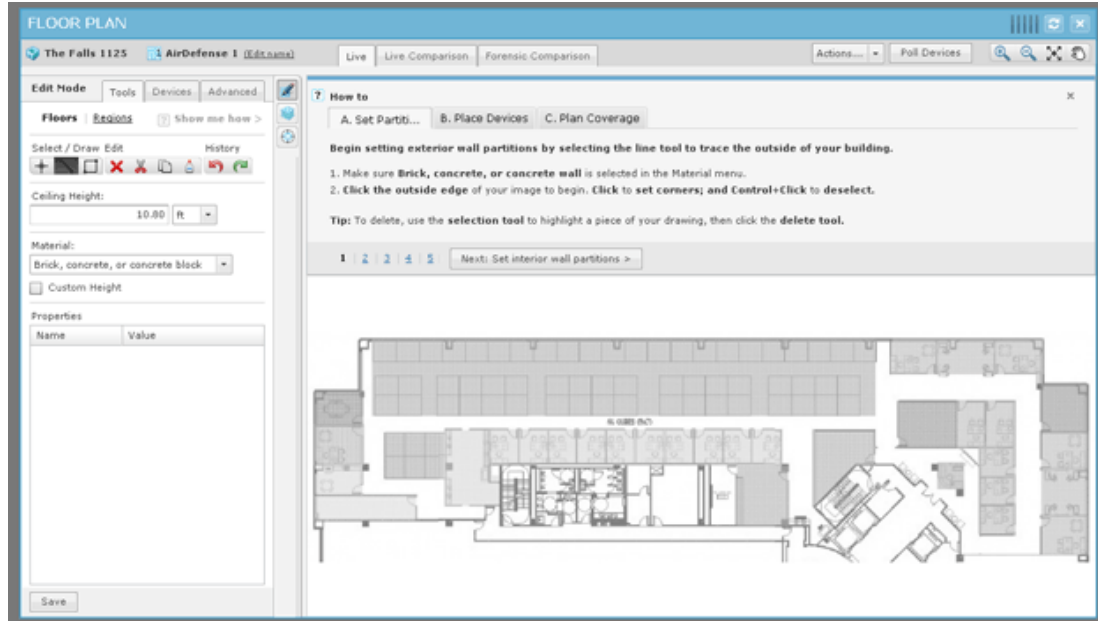 FLOOR PLAN
The Falls 1125 AirDefense 1 (Edit name) Live Live Comparison Forensic Comparison Actions... Poll Devices
Edit Mode Tools Devices Advanced
Floors | Regions ? Show me how >
Select / Draw Edit History
Ceiling Height:
10.00 ft
Material:
Brick, concrete, or concrete block
Custom Height
Properties
Name Value
Save
? How to
A. Set Partiti... B. Place Devices C. Plan Coverage
Begin setting exterior wall partitions by selecting the line tool to trace the outside of your building.
1. Make sure Brick, concrete, or concrete wall is selected in the Material menu.
2. Click the outside edge of your image to begin. Click to set corners; and Control+Click to deselect.
Tip: To delete, use the selection tool to highlight a piece of your drawing, then click the delete tool.
1 | 2 | 3 | 4 | 5 Next: Set interior wall partitions >